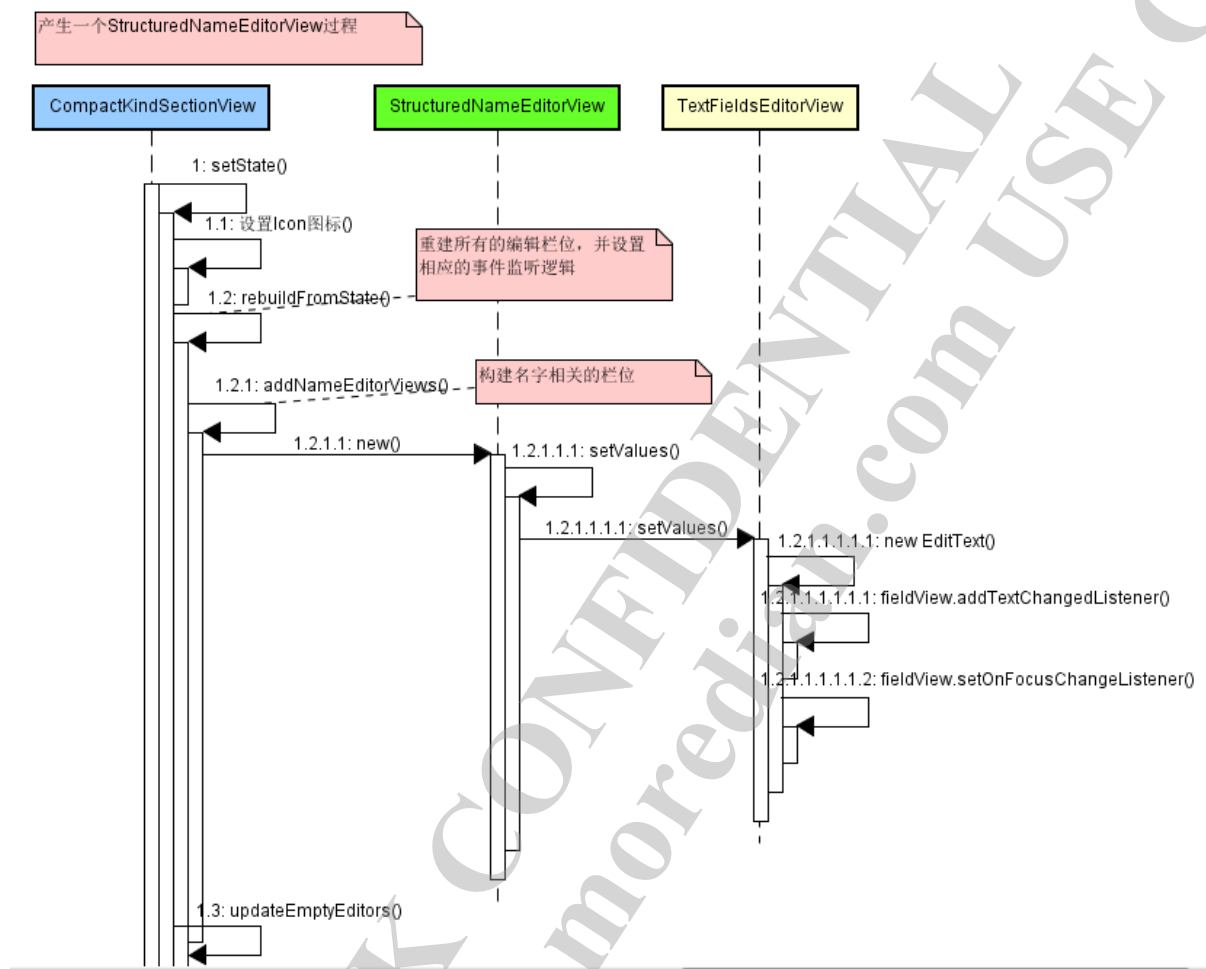 产生一个StructuredNameEditorView过程
CompactKindSectionView
StructuredNameEditorView
TextFieldsEditorView
1: setState()
1.1: 设置Icon图标()
重建所有的编辑栏位，并设置
相应的事件监听逻辑
1.2: rebuildFromState()
构建名字相关的栏位
1.2.1: addNameEditorViews()
1.2.1.1: new()
1.2.1.1.1: setValues()
1.2.1.1.1.1: setValues()
1.2.1.1.1.1.1: new EditText()
1.2.1.1.1.1.1.1: fieldView.addTextChangedListener()
1.2.1.1.1.1.1.2: fieldView.setOnFocusChangeListener()
1.3: updateEmptyEditors()
K CONFIDENTIAL
moredian.com USE O